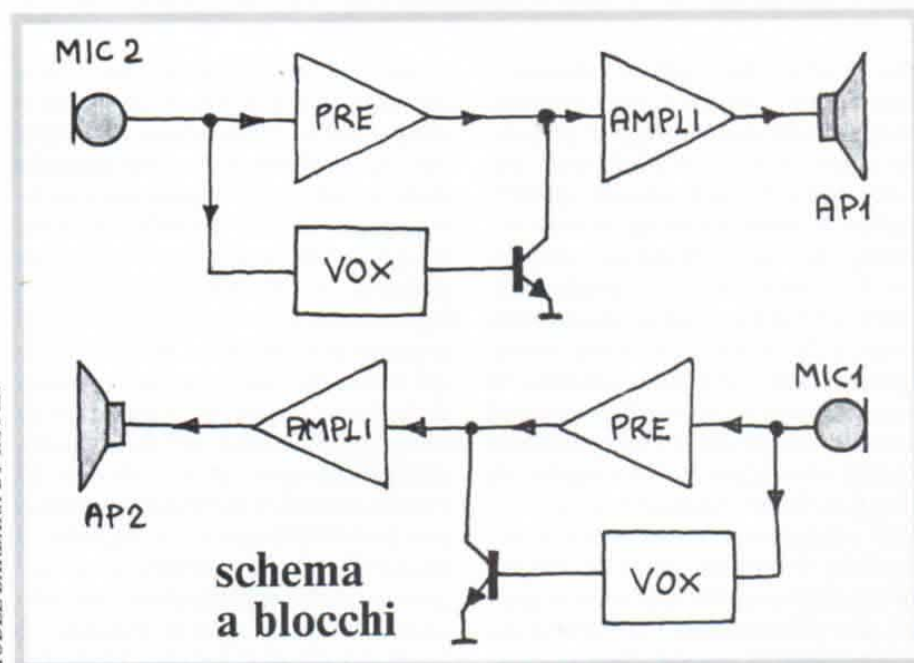 MIC 2
PRE
AMPLI
AP1
VOX
MIC1
AMPLI
PRE
AP2
VOX
schema
a blocchi